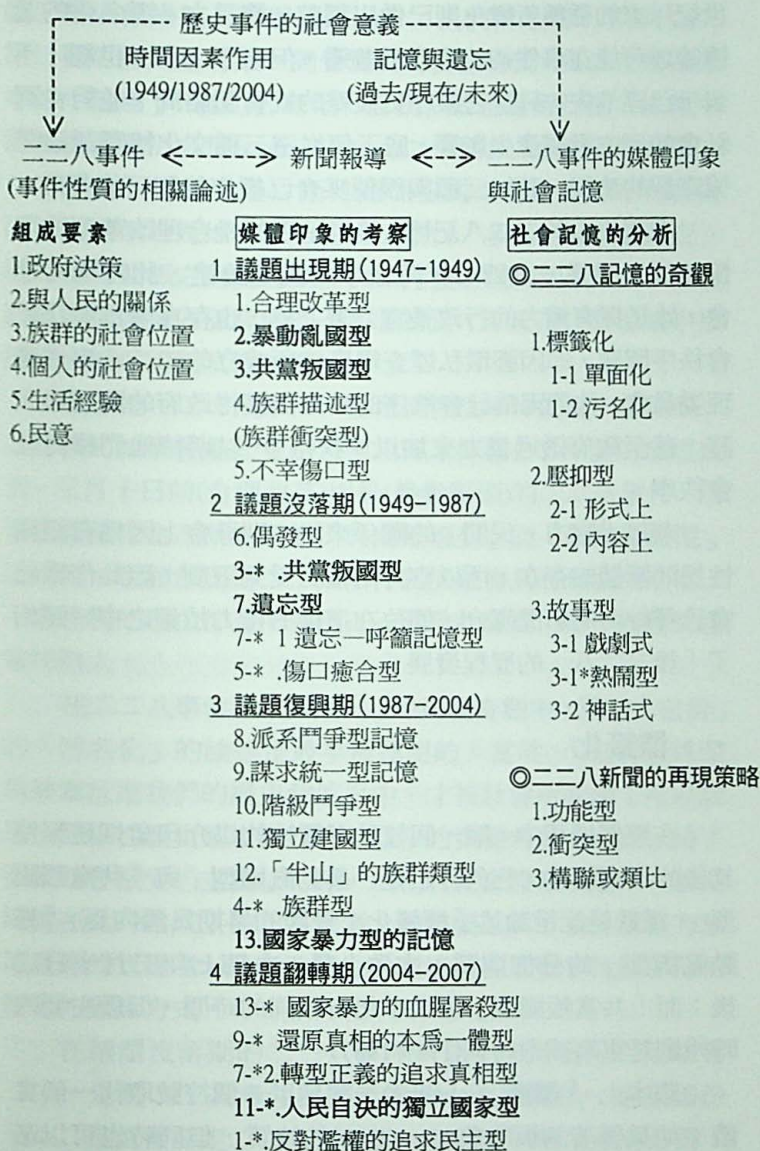 歷史事件的社會意義
時間因素作用 記憶與遺忘
(1949/1987/2004) (過去/現在/未來)
二二八事件 <------> 新聞報導 <--> 二二八事件的媒體印象
(事件性質的相關論述) 與社會記憶
組成要素
1.政府決策
2.與人民的關係
3.族群的社會位置
4.個人的社會位置
5.生活經驗
6.民意
媒體印象的考察
1 議題出現期(1947-1949)
1.合理改革型
2.暴動亂國型
3.共黨叛國型
4.族群描述型
(族群衝突型)
5.不幸傷口型
2 議題沒落期(1949-1987)
6.偶發型
3-* .共黨叛國型
7.遺忘型
7-* 1 遺忘—呼籲記憶型
5-* .傷口癒合型
3 議題復興期(1987-2004)
8.派系鬥爭型記憶
9.謀求統一型記憶
10.階級鬥爭型
11.獨立建國型
12.「半山」的族群類型
4-* .族群型
13.國家暴力型的記憶
4 議題翻轉期(2004-2007)
13-* 國家暴力的血腥屠殺型
9-* 還原真相的本為一體型
7-*2.轉型正義的追求真相型
11-*.人民自決的獨立國家型
1-*.反對濫權的追求民主型
社會記憶的分析
◎二二八記憶的奇觀
1.標籤化
1-1 單面化
1-2 污名化
2.壓抑型
2-1 形式上
2-2 內容上
3.故事型
3-1 戲劇式
3-1*熱鬧型
3-2 神話式
◎二二八新聞的再現策略
1.功能型
2.衝突型
3.構聯或類比